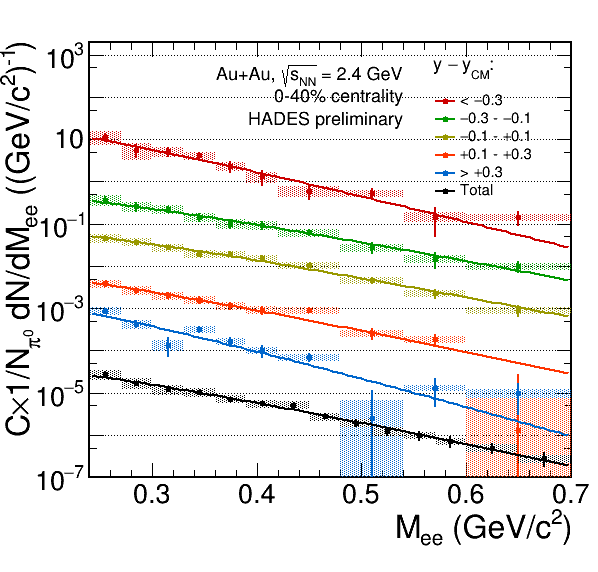 C×1/N_π⁰ dN/dM_ee ((GeV/c²)⁻¹)
10³
10
10⁻¹
10⁻³
10⁻⁵
10⁻⁷
Au+Au, √s_NN = 2.4 GeV
0-40% centrality
HADES preliminary
y − y_CM:
< −0.3
−0.3 - −0.1
−0.1 - +0.1
+0.1 - +0.3
> +0.3
Total
0.3 0.4 0.5 0.6 0.7
M_ee (GeV/c²)